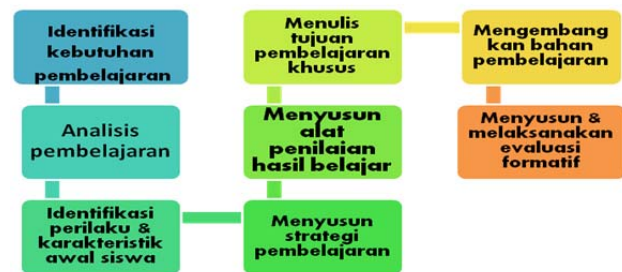 Identifikasi
kebutuhan
pembelajaran
Analisis
pembelajaran
Identifikasi
perilaku &
karakteristik
awal siswa
Menyusun
strategi
pembelajaran
Menyusun
alat
penilaian
hasil belajar
Menulis
tujuan
pembelajaran
khusus
Mengembang
kan bahan
pembelajaran
Menyusun &
melaksanakan
evaluasi
formatif